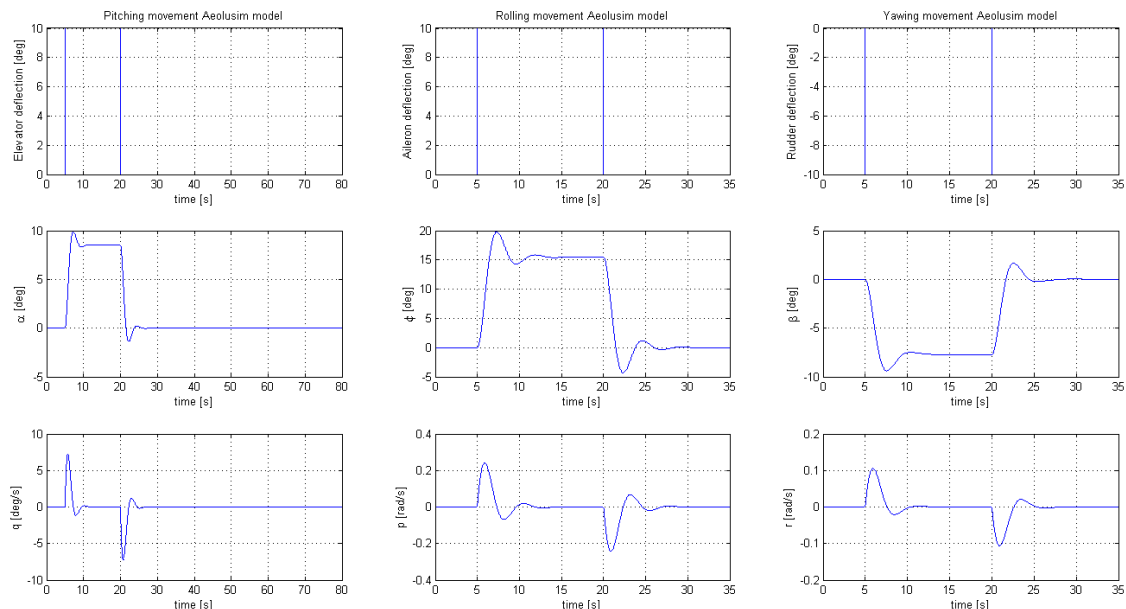 Pitching movement Aeolusim model
Elevator deflection [deg]
10
8
6
4
2
0
0 10 20 30 40 50 60 70 80
time [s]
Rolling movement Aeolusim model
Aileron deflection [deg]
10
8
6
4
2
0
0 5 10 15 20 25 30 35
time [s]
Yawing movement Aeolusim model
Rudder deflection [deg]
0
-2
-4
-6
-8
-10
0 5 10 15 20 25 30 35
time [s]
α [deg]
10
5
0
-5
0 10 20 30 40 50 60 70 80
time [s]
ϕ [deg]
20
15
10
5
0
-5
0 5 10 15 20 25 30 35
time [s]
β [deg]
5
0
-5
-10
0 5 10 15 20 25 30 35
time [s]
q [deg/s]
10
5
0
-5
-10
0 10 20 30 40 50 60 70 80
time [s]
p [rad/s]
0.4
0.2
0
-0.2
-0.4
0 5 10 15 20 25 30 35
time [s]
r [rad/s]
0.2
0.1
0
-0.1
-0.2
0 5 10 15 20 25 30 35
time [s]